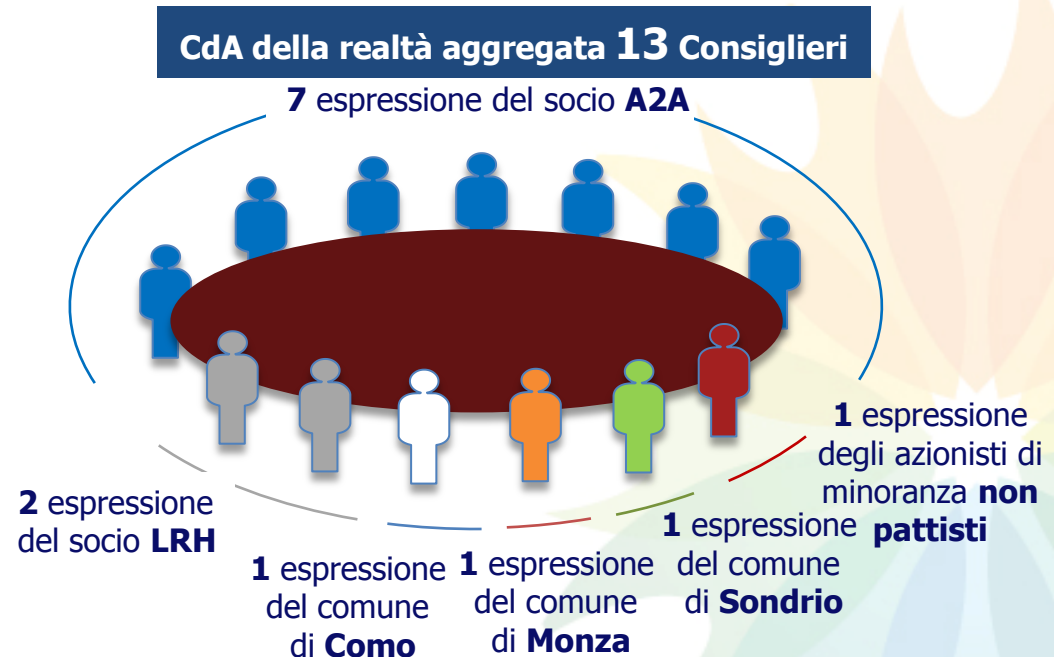 CdA della realtà aggregata 13 Consiglieri
7 espressione del socio A2A
2 espressione
del socio LRH
1 espressione
del comune
di Como
1 espressione
del comune
di Monza
1 espressione
del comune
di Sondrio
1 espressione
degli azionisti di
minoranza non
pattisti